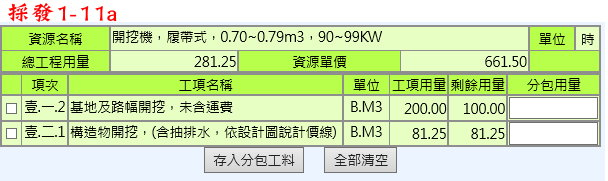 採發1-11a
資源名稱 開挖機，履帶式，0.70~0.79m3，90~99KW 單位 時
總工程用量 281.25 資源單價 661.50
項次 工項名稱 單位 工項用量 剩餘用量 分包用量
壹.一.2 基地及路幅開挖，未含運費 B.M3 200.00 100.00
壹.二.1 構造物開挖，(含抽排水，依設計圖說計價線) B.M3 81.25 81.25
存入分包工料 全部清空